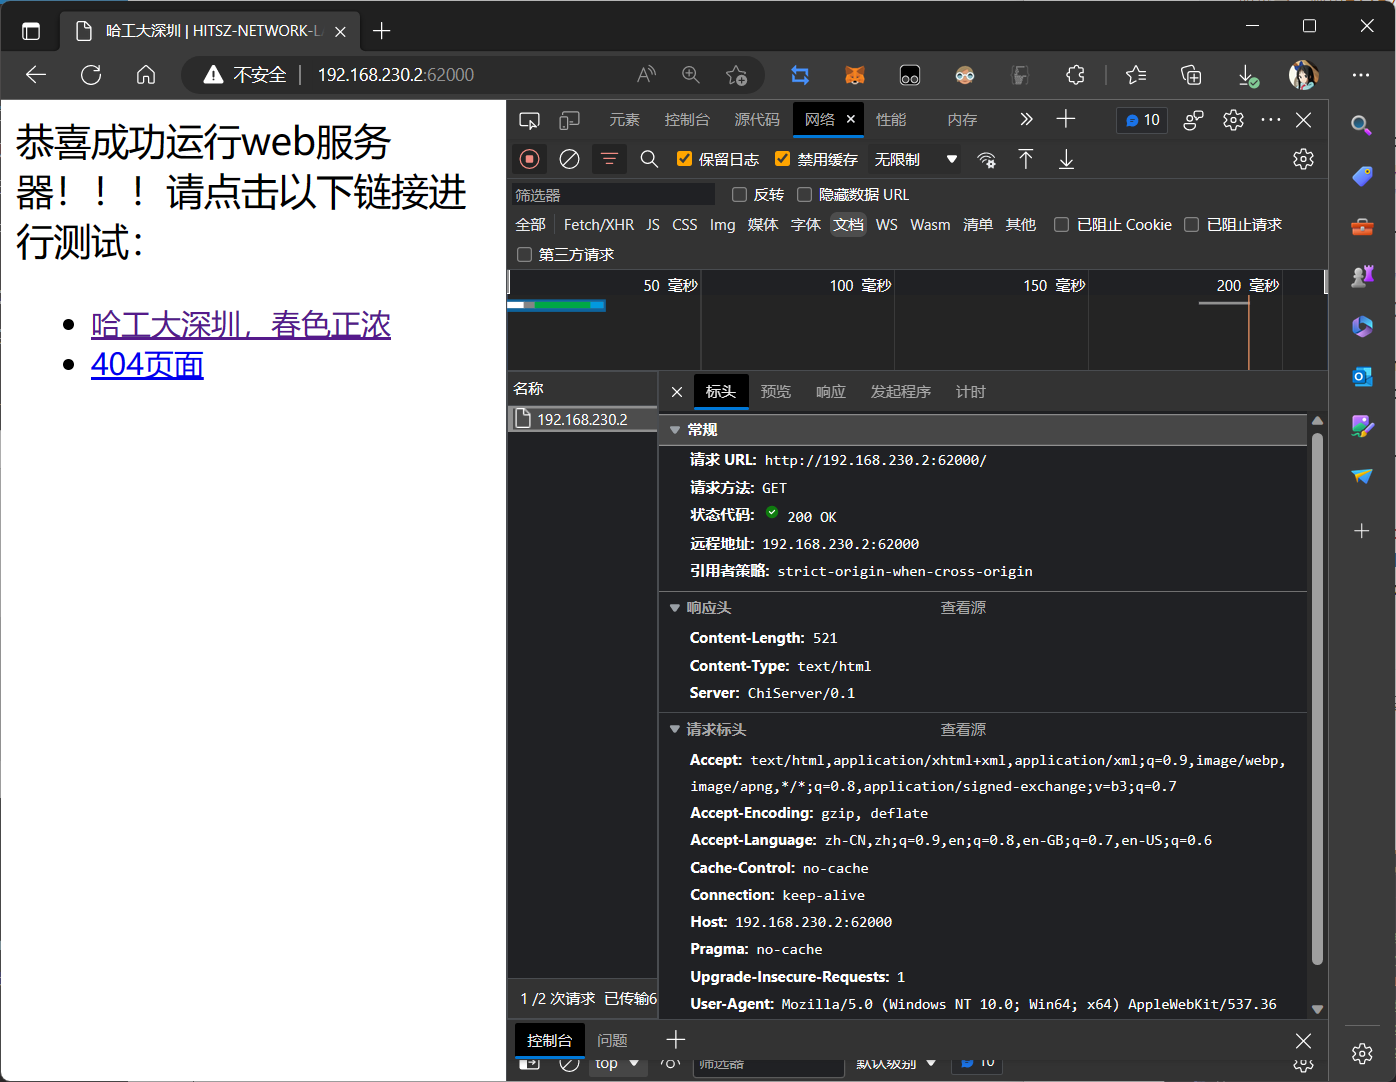 哈工大深圳 | HITSZ-NETWORK-L
不安全 192.168.230.2:62000
恭喜成功运行web服务
器！！！请点击以下链接进
行测试：
哈工大深圳，春色正浓
404页面
元素 控制台 源代码 网络 性能 内存 10
保留日志 禁用缓存 无限制
筛选器 反转 隐藏数据 URL
全部 Fetch/XHR JS CSS Img 媒体 字体 文档 WS Wasm 清单 其他 已阻止 Cookie 已阻止请求
第三方请求
50 毫秒 100 毫秒 150 毫秒 200 毫秒
名称
192.168.230.2
1 /2 次请求 已传输6
标头 预览 响应 发起程序 计时
常规
请求 URL: http://192.168.230.2:62000/
请求方法: GET
状态代码: 200 OK
远程地址: 192.168.230.2:62000
引用者策略: strict-origin-when-cross-origin
响应头 查看源
Content-Length: 521
Content-Type: text/html
Server: ChiServer/0.1
请求标头 查看源
Accept: text/html,application/xhtml+xml,application/xml;q=0.9,image/webp,
image/apng,*/*;q=0.8,application/signed-exchange;v=b3;q=0.7
Accept-Encoding: gzip, deflate
Accept-Language: zh-CN,zh;q=0.9,en;q=0.8,en-GB;q=0.7,en-US;q=0.6
Cache-Control: no-cache
Connection: keep-alive
Host: 192.168.230.2:62000
Pragma: no-cache
Upgrade-Insecure-Requests: 1
User-Agent: Mozilla/5.0 (Windows NT 10.0; Win64; x64) AppleWebKit/537.36
控制台 问题
top 筛选器 默认级别 10